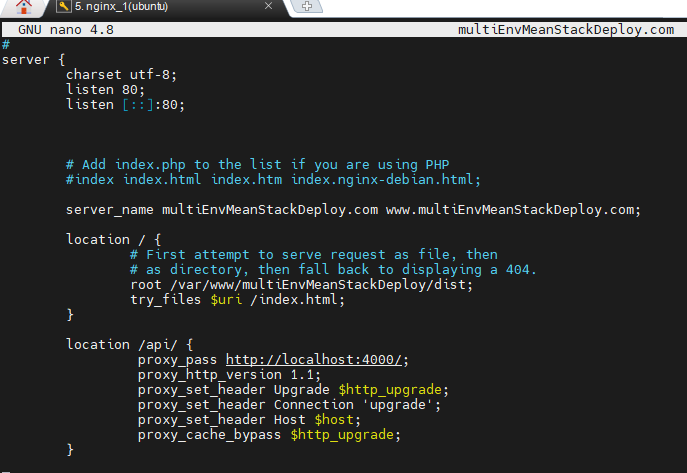 5. nginx_1(ubuntu)
GNU nano 4.8 multiEnvMeanStackDeploy.com
#
server {
charset utf-8;
listen 80;
listen [::]:80;
# Add index.php to the list if you are using PHP
#index index.html index.htm index.nginx-debian.html;
server_name multiEnvMeanStackDeploy.com www.multiEnvMeanStackDeploy.com;
location / {
# First attempt to serve request as file, then
# as directory, then fall back to displaying a 404.
root /var/www/multiEnvMeanStackDeploy/dist;
try_files $uri /index.html;
}
location /api/ {
proxy_pass http://localhost:4000/;
proxy_http_version 1.1;
proxy_set_header Upgrade $http_upgrade;
proxy_set_header Connection 'upgrade';
proxy_set_header Host $host;
proxy_cache_bypass $http_upgrade;
}